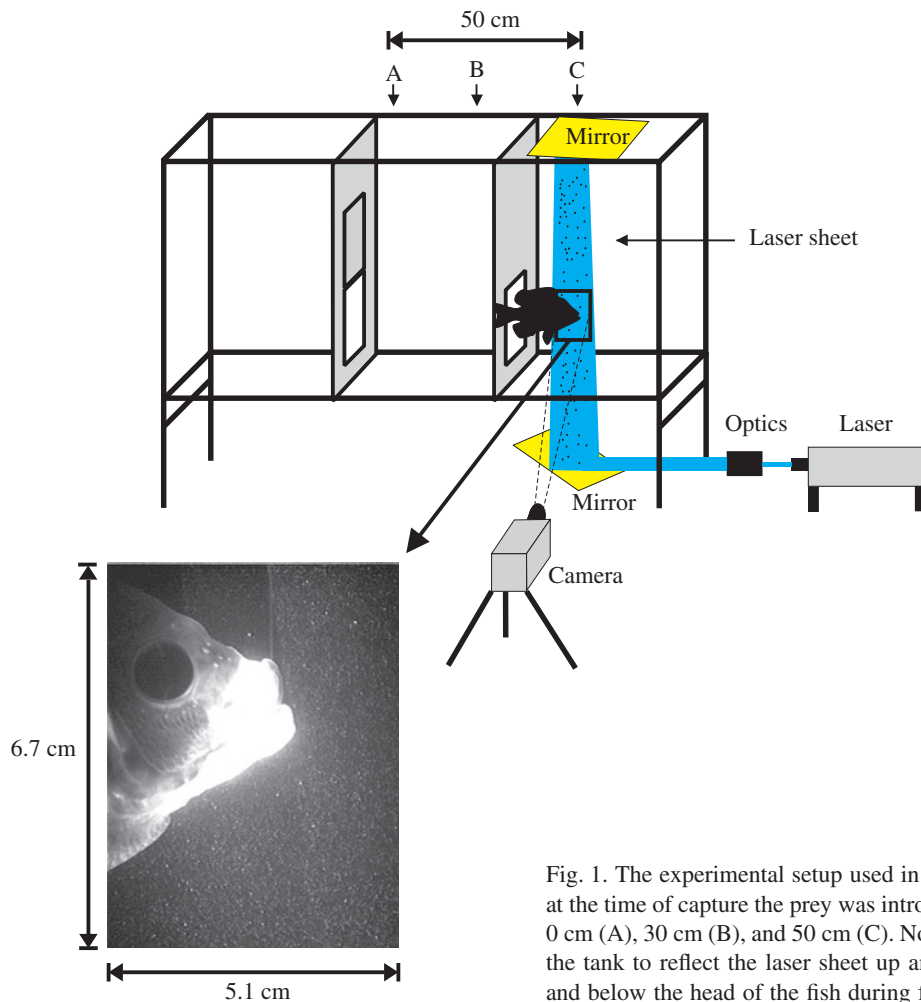 50 cm
A
B
C
Mirror
Laser sheet
Optics
Laser
Mirror
Camera
6.7 cm
5.1 cm
Fig. 1. The experimental setup used in
at the time of capture the prey was intro
0 cm (A), 30 cm (B), and 50 cm (C). No
the tank to reflect the laser sheet up a
and below the head of the fish during